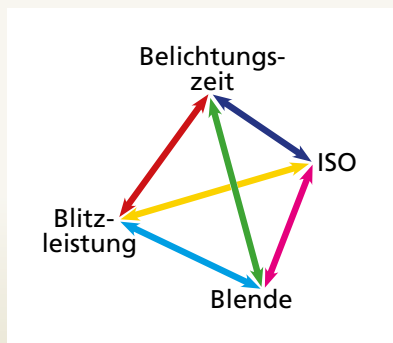 Belichtungs-
zeit
ISO
Blitz-
leistung
Blende